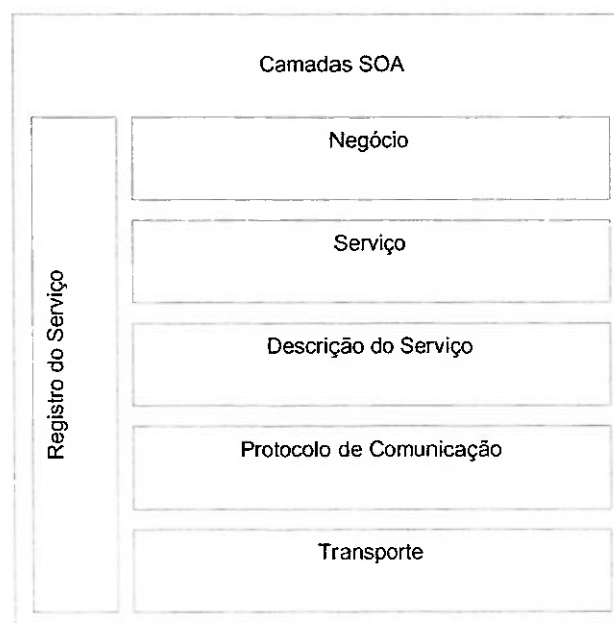 Camadas SOA
Registro do Serviço
Negócio
Serviço
Descrição do Serviço
Protocolo de Comunicação
Transporte